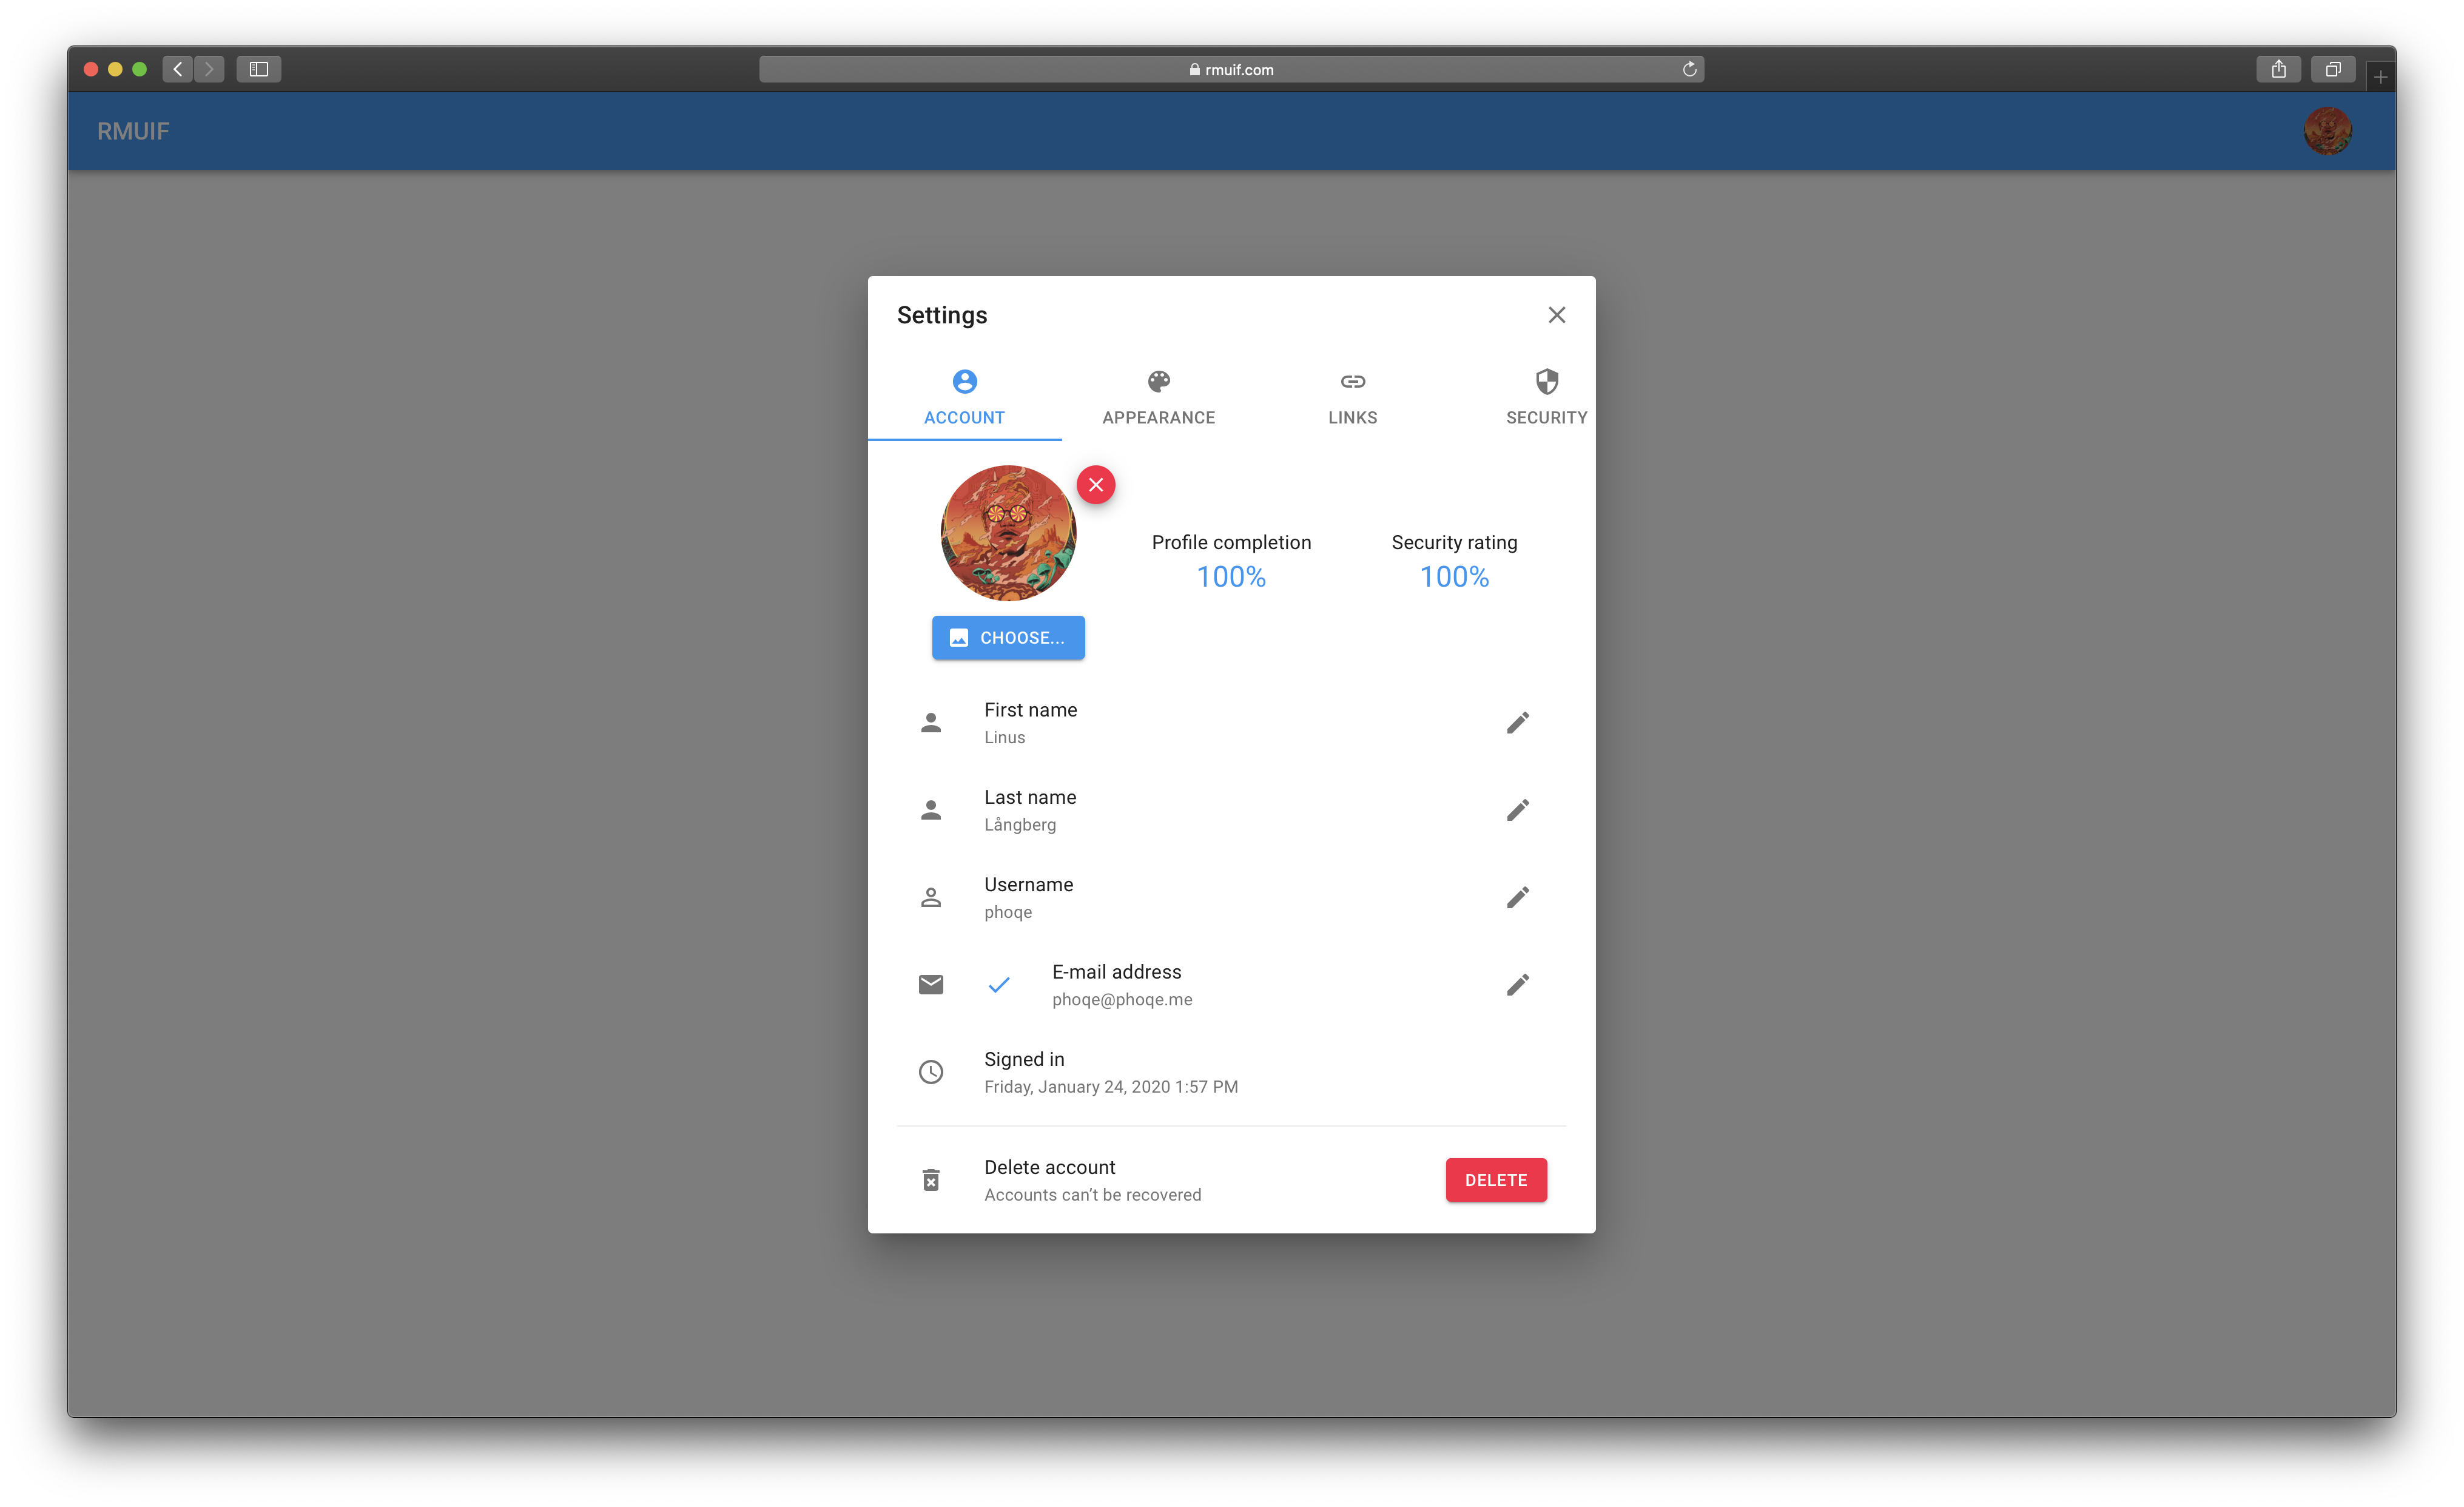 rmuif.com
RMUIF
Settings
ACCOUNT
APPEARANCE
LINKS
SECURITY
Profile completion
100%
Security rating
100%
CHOOSE...
First name
Linus
Last name
Långberg
Username
phoqe
E-mail address
phoqe@phoqe.me
Signed in
Friday, January 24, 2020 1:57 PM
Delete account
Accounts can’t be recovered
DELETE